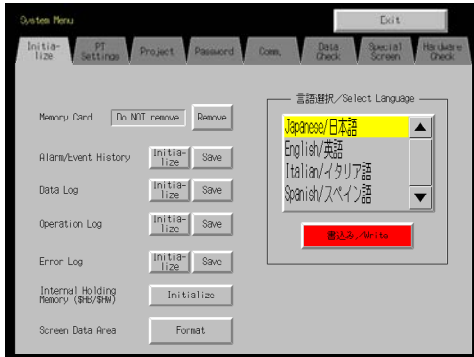 System Menu
Exit
Initia-
lize
PT
Settings
Project
Password
Comm.
Data
Check
Special
Screen
Hardware
Check
言語選択/Select Language
Memory Card
Do NOT remove
Remove
Japanese/日本語
English/英語
Italian/イタリア語
Spanish/スペイン語
Alarm/Event History
Initia-
lize
Save
Data Log
Initia-
lize
Save
Operation Log
Initia-
lize
Save
書込み/Write
Error Log
Initia-
lize
Save
Internal Holding
Memory ($HB/$HW)
Initialize
Screen Data Area
Format